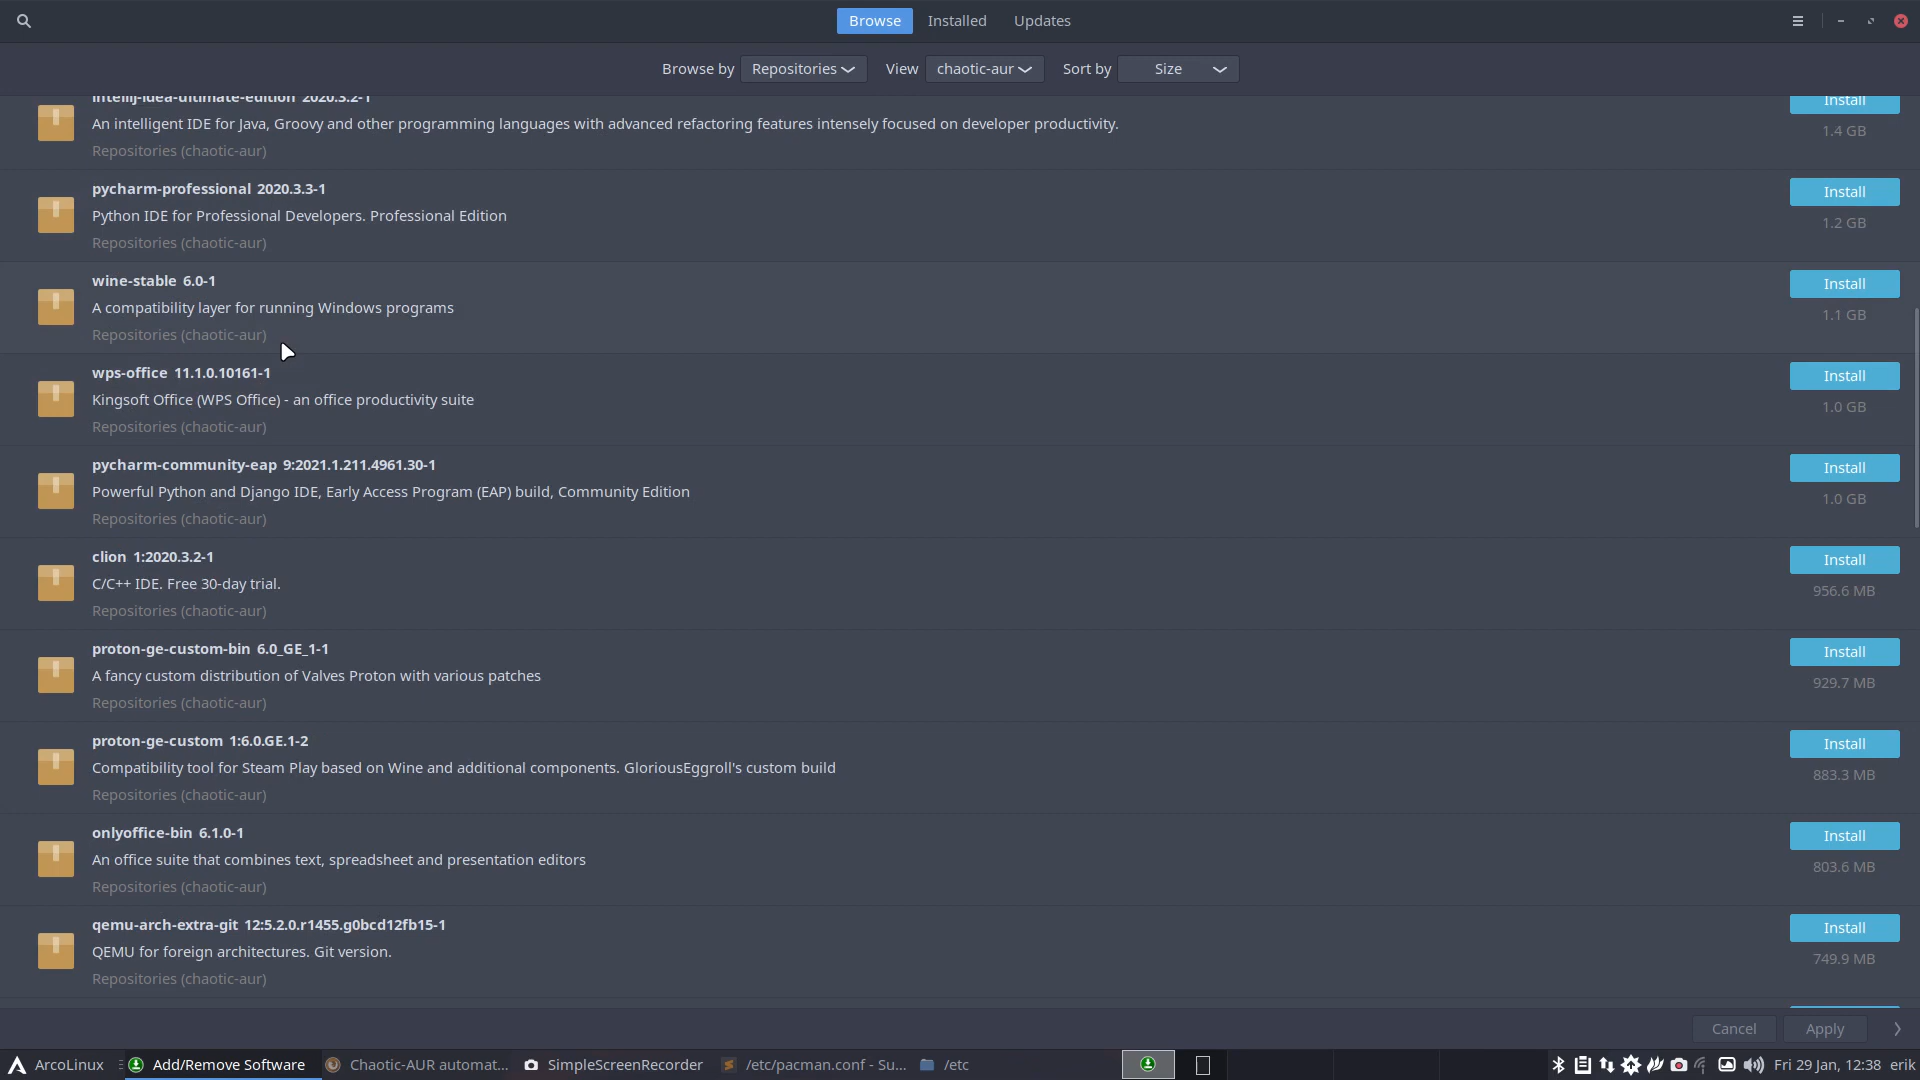 Browse Installed Updates
Browse by Repositories View chaotic-aur Sort by Size
intellij-idea-ultimate-edition 2020.3.2-1
Install
An intelligent IDE for Java, Groovy and other programming languages with advanced refactoring features intensely focused on developer productivity.
1.4 GB
Repositories (chaotic-aur)
pycharm-professional 2020.3.3-1
Install
Python IDE for Professional Developers. Professional Edition
1.2 GB
Repositories (chaotic-aur)
wine-stable 6.0-1
Install
A compatibility layer for running Windows programs
1.1 GB
Repositories (chaotic-aur)
wps-office 11.1.0.10161-1
Install
Kingsoft Office (WPS Office) - an office productivity suite
1.0 GB
Repositories (chaotic-aur)
pycharm-community-eap 9:2021.1.211.4961.30-1
Install
Powerful Python and Django IDE, Early Access Program (EAP) build, Community Edition
1.0 GB
Repositories (chaotic-aur)
clion 1:2020.3.2-1
Install
C/C++ IDE. Free 30-day trial.
956.6 MB
Repositories (chaotic-aur)
proton-ge-custom-bin 6.0_GE_1-1
Install
A fancy custom distribution of Valves Proton with various patches
929.7 MB
Repositories (chaotic-aur)
proton-ge-custom 1:6.0.GE.1-2
Install
Compatibility tool for Steam Play based on Wine and additional components. GloriousEggroll's custom build
883.3 MB
Repositories (chaotic-aur)
onlyoffice-bin 6.1.0-1
Install
An office suite that combines text, spreadsheet and presentation editors
803.6 MB
Repositories (chaotic-aur)
qemu-arch-extra-git 12:5.2.0.r1455.g0bcd12fb15-1
Install
QEMU for foreign architectures. Git version.
749.9 MB
Repositories (chaotic-aur)
Cancel Apply
ArcoLinux Add/Remove Software Chaotic-AUR automat... SimpleScreenRecorder /etc/pacman.conf - Su... /etc Fri 29 Jan, 12:38 erik